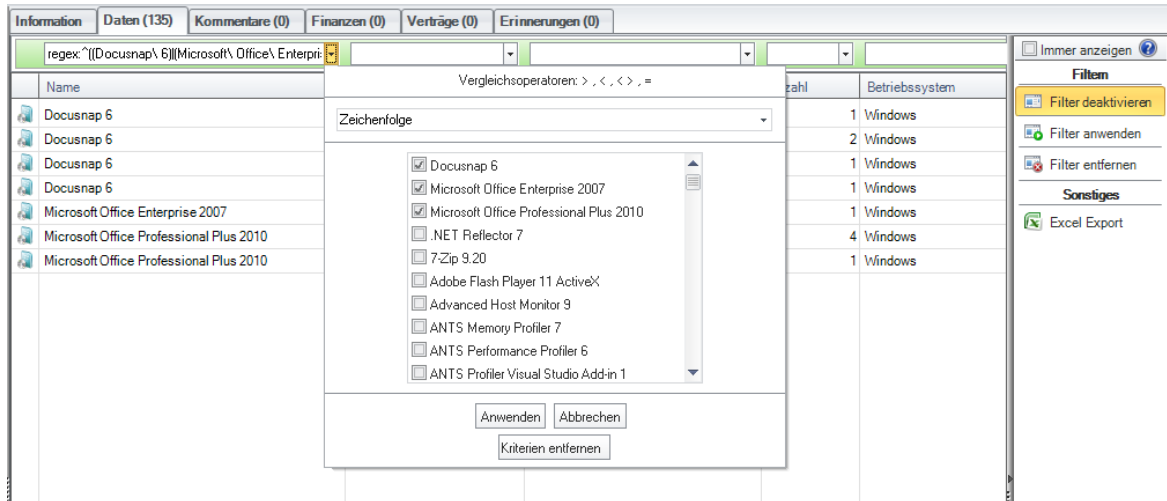 Information Daten (135) Kommentare (0) Finanzen (0) Verträge (0) Erinnerungen (0)
regex:^((Docusnap\ 6)|(Microsoft\ Office\ Enterpri:
Immer anzeigen
Vergleichsoperatoren: > , < , < > , =
Filtern
Name zahl Betriebssystem
Filter deaktivieren
Zeichenfolge
Docusnap 6 1 Windows
Filter anwenden
Docusnap 6 2 Windows
Docusnap 6 1 Windows
Filter entfernen
Docusnap 6 1 Windows
Sonstiges
Microsoft Office Enterprise 2007 1 Windows
Excel Export
Microsoft Office Professional Plus 2010 4 Windows
Microsoft Office Professional Plus 2010 1 Windows
Docusnap 6
Microsoft Office Enterprise 2007
Microsoft Office Professional Plus 2010
.NET Reflector 7
7-Zip 9.20
Adobe Flash Player 11 ActiveX
Advanced Host Monitor 9
ANTS Memory Profiler 7
ANTS Performance Profiler 6
ANTS Profiler Visual Studio Add-in 1
Anwenden Abbrechen
Kriterien entfernen